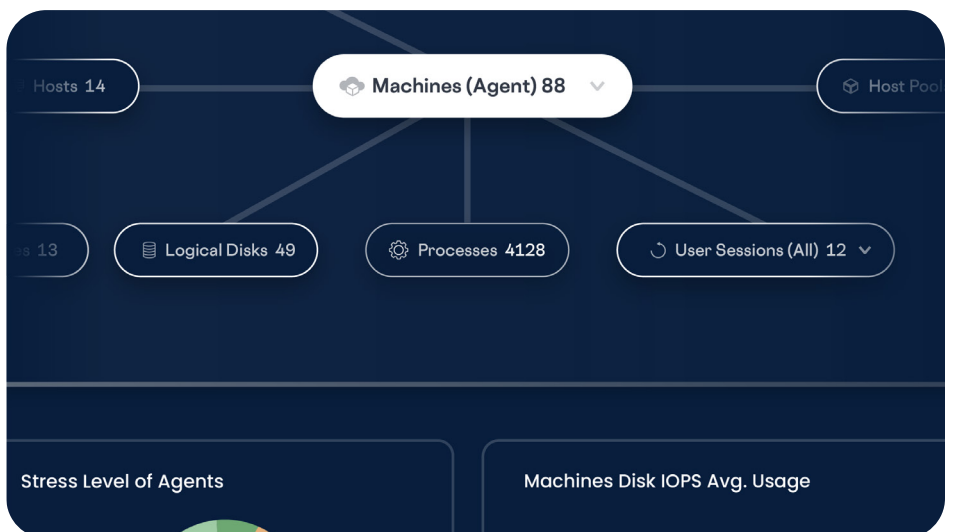 Hosts 14
Machines (Agent) 88
Host Pool
13
Logical Disks 49
Processes 4128
User Sessions (All) 12
Stress Level of Agents
Machines Disk IOPS Avg. Usage